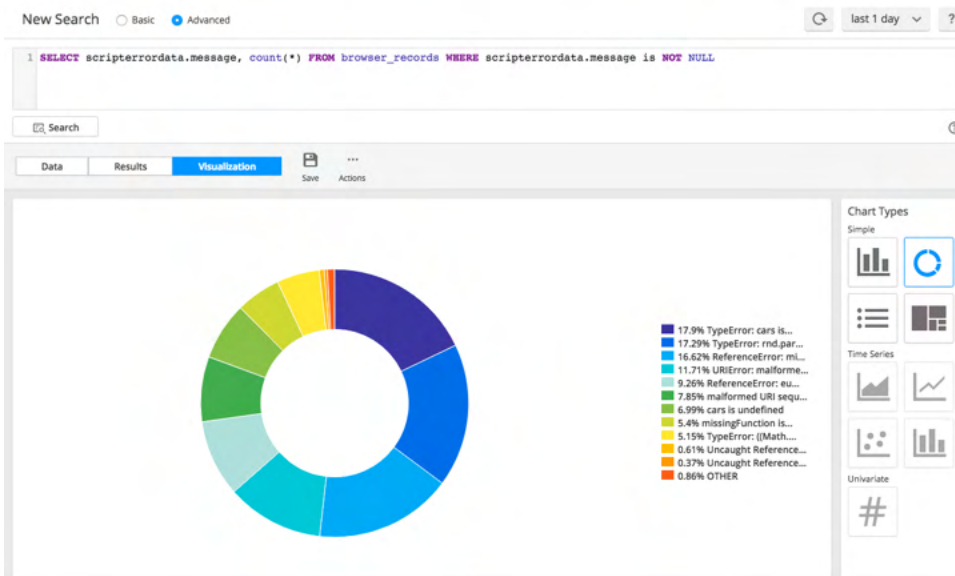 New Search Basic Advanced last 1 day ?
1 SELECT scripterrordata.message, count(*) FROM browser_records WHERE scripterrordata.message is NOT NULL
Search
Data Results Visualization Save Actions
Chart Types
Simple
17.9% TypeError: cars is...
17.29% TypeError: rnd.par...
16.62% ReferenceError: mi...
11.71% URIError: malforme...
9.26% ReferenceError: eu...
7.85% malformed URI sequ...
6.99% cars is undefined
5.4% missingFunction is...
5.15% TypeError: ((Math....
0.61% Uncaught Reference...
0.37% Uncaught Reference...
0.86% OTHER
Time Series
Univariate
#